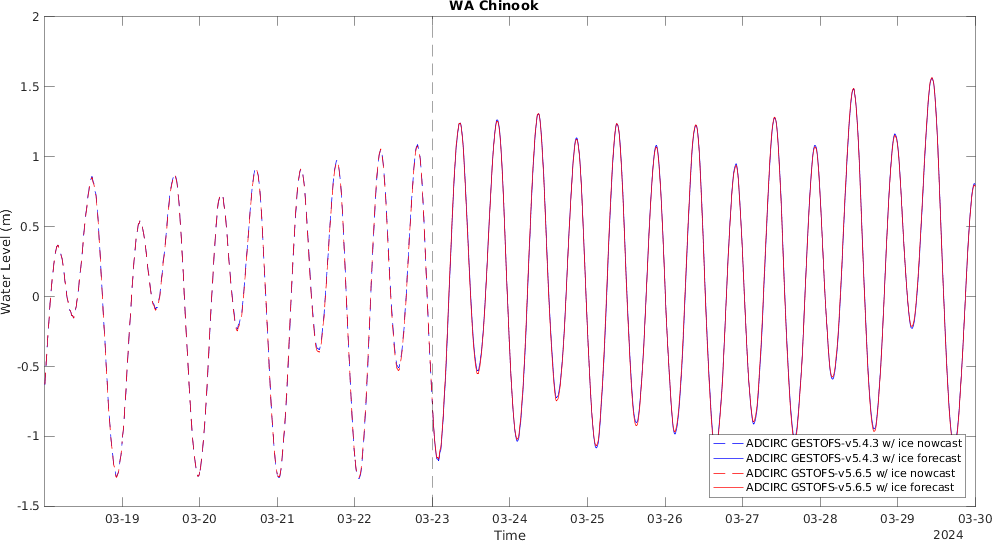 WA Chinook
2
1.5
1
0.5
0
-0.5
-1
-1.5
Water Level (m)
03-19 03-20 03-21 03-22 03-23 03-24 03-25 03-26 03-27 03-28 03-29 03-30
Time
2024
ADCIRC GESTOFS-v5.4.3 w/ ice nowcast
ADCIRC GESTOFS-v5.4.3 w/ ice forecast
ADCIRC GSTOFS-v5.6.5 w/ ice nowcast
ADCIRC GSTOFS-v5.6.5 w/ ice forecast